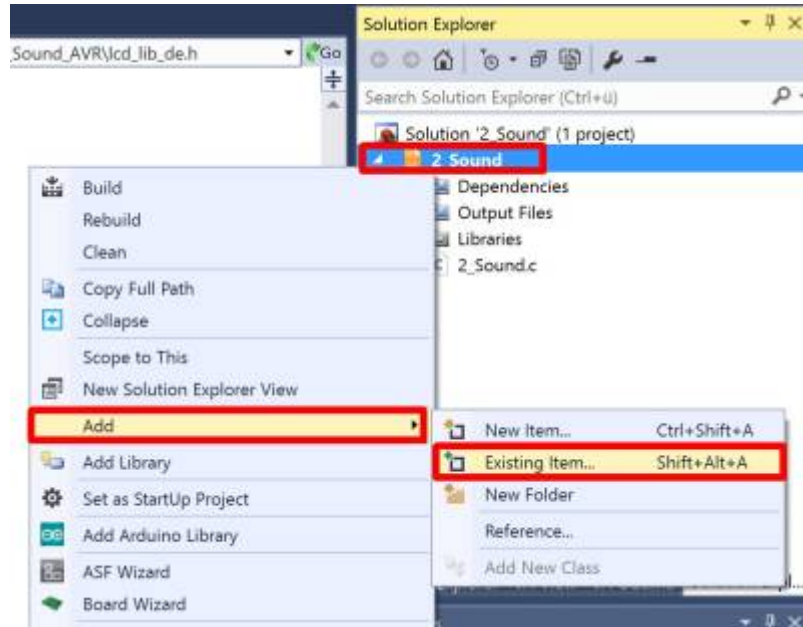 Solution Explorer
_Sound_AVR\lcd_lib_de.h
Go
Search Solution Explorer (Ctrl+ü)
Solution '2_Sound' (1 project)
2_Sound
Dependencies
Output Files
Libraries
2_Sound.c
Build
Rebuild
Clean
Copy Full Path
Collapse
Scope to This
New Solution Explorer View
Add
Add Library
Set as StartUp Project
Add Arduino Library
ASF Wizard
Board Wizard
New Item... Ctrl+Shift+A
Existing Item... Shift+Alt+A
New Folder
Reference...
Add New Class